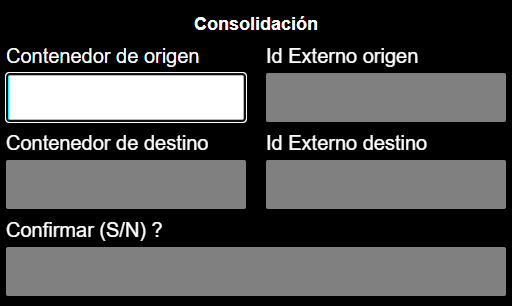 Consolidación
Contenedor de origen
Id Externo origen
Contenedor de destino
Id Externo destino
Confirmar (S/N) ?